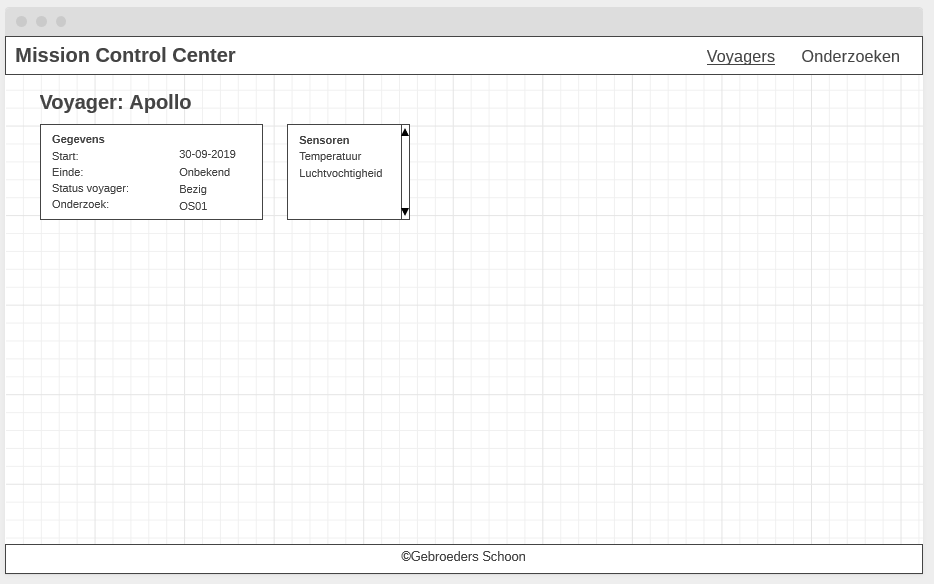 Mission Control Center Voyagers Onderzoeken
Voyager: Apollo
Gegevens
Start: 30-09-2019
Einde: Onbekend
Status voyager: Bezig
Onderzoek: OS01
Sensoren
Temperatuur
Luchtvochtigheid
©Gebroeders Schoon